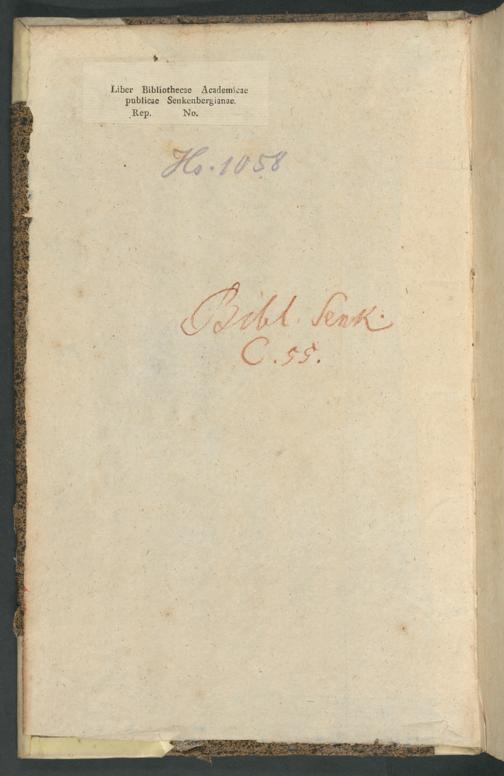 Liber Bibliothecae Academicae
publicae Senkenbergianae.
Rep. No.
Hs. 1058
Bibl. Senk.
C. 55.